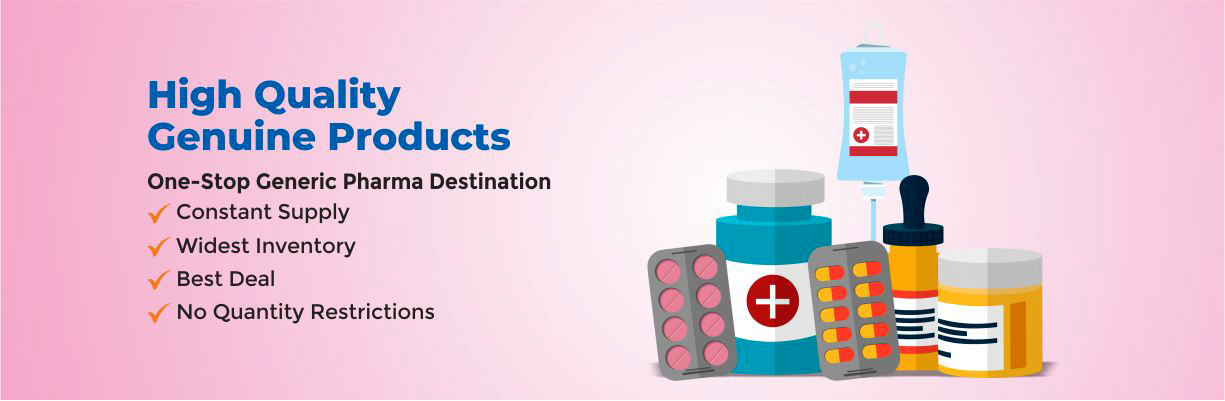 High Quality
Genuine Products
One-Stop Generic Pharma Destination
Constant Supply
Widest Inventory
Best Deal
No Quantity Restrictions